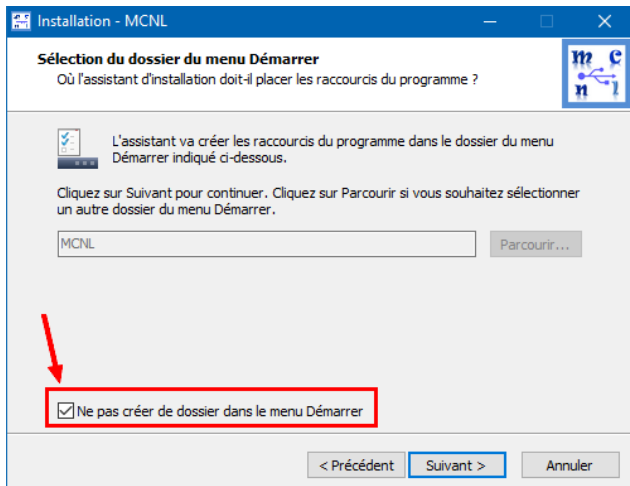 Installation - MCNL
Sélection du dossier du menu Démarrer
Où l'assistant d'installation doit-il placer les raccourcis du programme ?
m c
n l
L'assistant va créer les raccourcis du programme dans le dossier du menu
Démarrer indiqué ci-dessous.
Cliquez sur Suivant pour continuer. Cliquez sur Parcourir si vous souhaitez sélectionner
un autre dossier du menu Démarrer.
MCNL
Parcourir...
Ne pas créer de dossier dans le menu Démarrer
< Précédent
Suivant >
Annuler